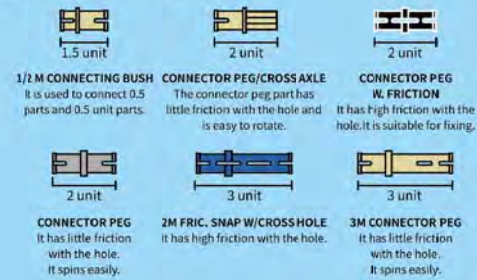 1.5 unit
2 unit
2 unit
1/2 M CONNECTING BUSH
It is used to connect 0.5
parts and 0.5 unit parts.
CONNECTOR PEG/CROSS AXLE
The connector peg part has
little friction with the hole and
is easy to rotate.
CONNECTOR PEG
W. FRICTION
It has high friction with the
hole.It is suitable for fixing.
2 unit
3 unit
3 unit
CONNECTOR PEG
It has little friction
with the hole.
It spins easily.
2M FRIC. SNAP W/CROSS HOLE
It has high friction with the hole.
3M CONNECTOR PEG
It has little friction
with the hole.
It spins easily.